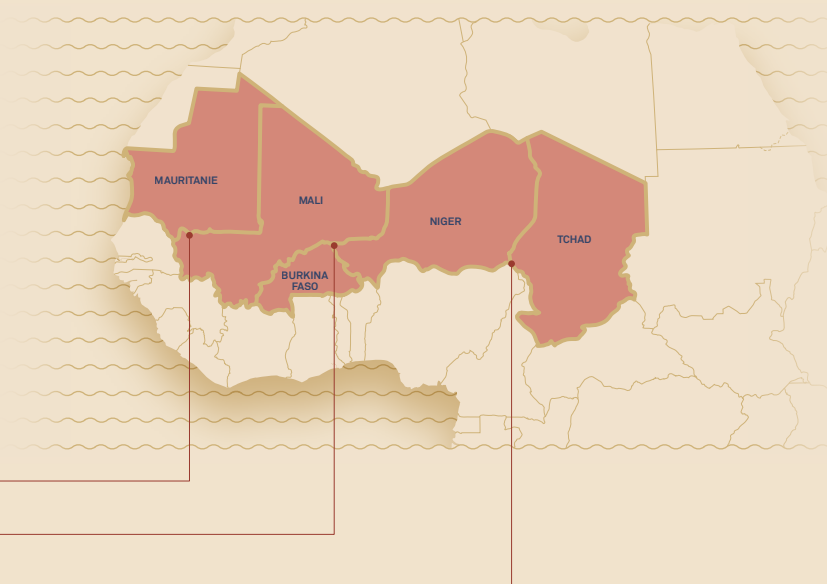 MAURITANIE
MALI
NIGER
TCHAD
BURKINA
FASO